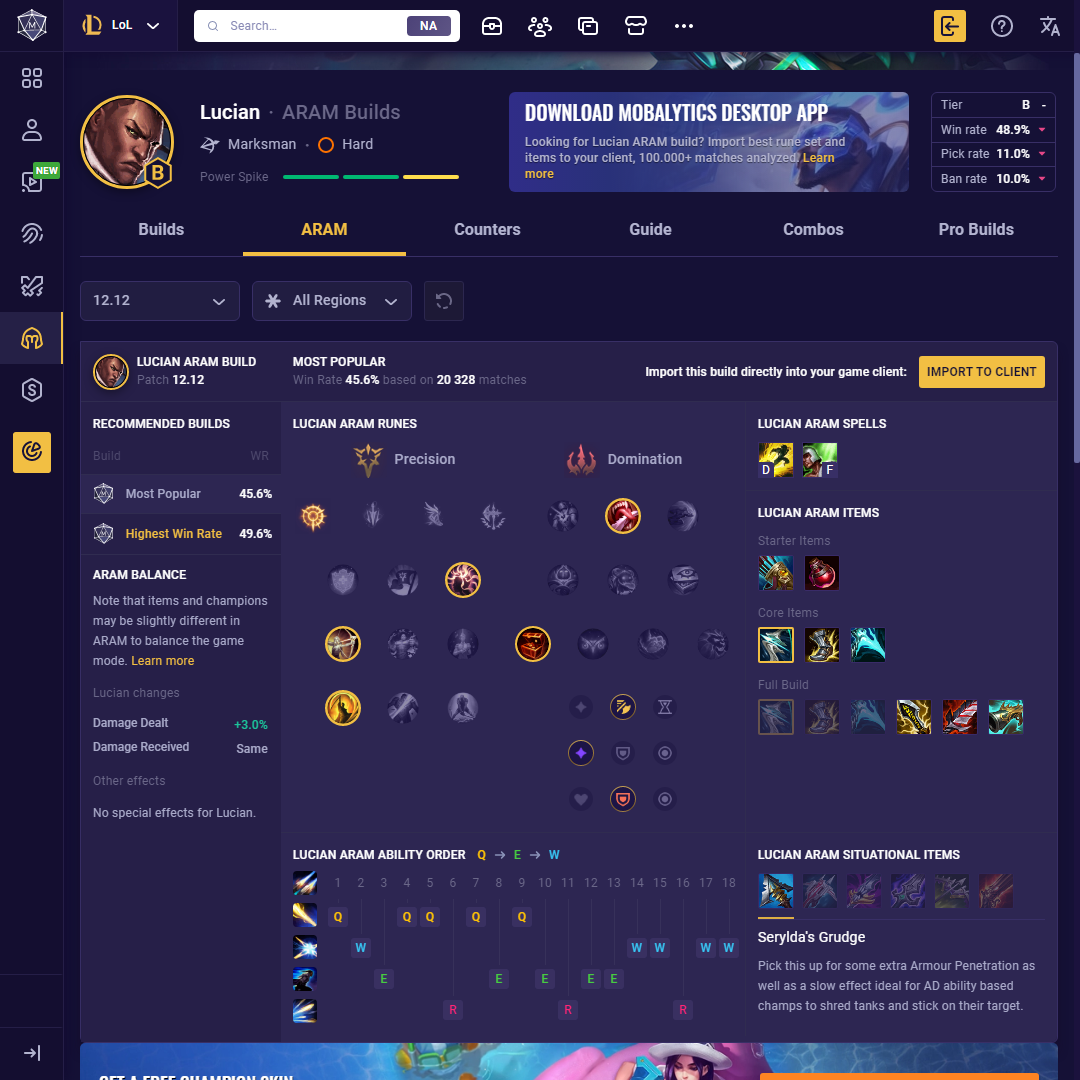 LoL
Search...
NA
NEW
Lucian · ARAM Builds
Marksman · Hard
Power Spike
B
DOWNLOAD MOBALYTICS DESKTOP APP
Looking for Lucian ARAM build? Import best rune set and
items to your client, 100.000+ matches analyzed. Learn
more
Tier B -
Win rate 48.9%
Pick rate 11.0%
Ban rate 10.0%
Builds
ARAM
Counters
Guide
Combos
Pro Builds
12.12
All Regions
LUCIAN ARAM BUILD
Patch 12.12
MOST POPULAR
Win Rate 45.6% based on 20 328 matches
Import this build directly into your game client:
IMPORT TO CLIENT
RECOMMENDED BUILDS
Build WR
Most Popular 45.6%
Highest Win Rate 49.6%
ARAM BALANCE
Note that items and champions
may be slightly different in
ARAM to balance the game
mode. Learn more
Lucian changes
Damage Dealt +3.0%
Damage Received Same
Other effects
No special effects for Lucian.
LUCIAN ARAM RUNES
Precision
Domination
LUCIAN ARAM SPELLS
D
F
LUCIAN ARAM ITEMS
Starter Items
Core Items
Full Build
LUCIAN ARAM ABILITY ORDER Q → E → W
1 2 3 4 5 6 7 8 9 10 11 12 13 14 15 16 17 18
Q Q Q Q Q
W W W W W
E E E E E
R R R
LUCIAN ARAM SITUATIONAL ITEMS
Serylda's Grudge
Pick this up for some extra Armour Penetration as
well as a slow effect ideal for AD ability based
champs to shred tanks and stick on their target.
GET A FREE CHAMPION SKIN